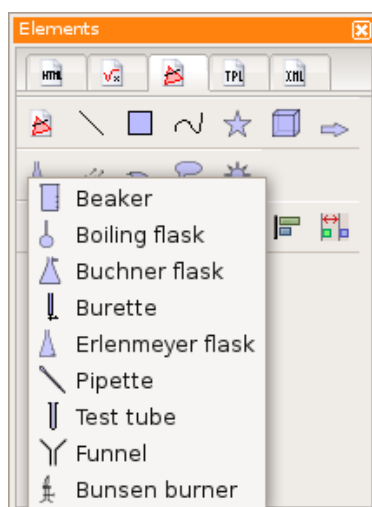 Elements
HTML √x TPL XML
Beaker
Boiling flask
Buchner flask
Burette
Erlenmeyer flask
Pipette
Test tube
Funnel
Bunsen burner